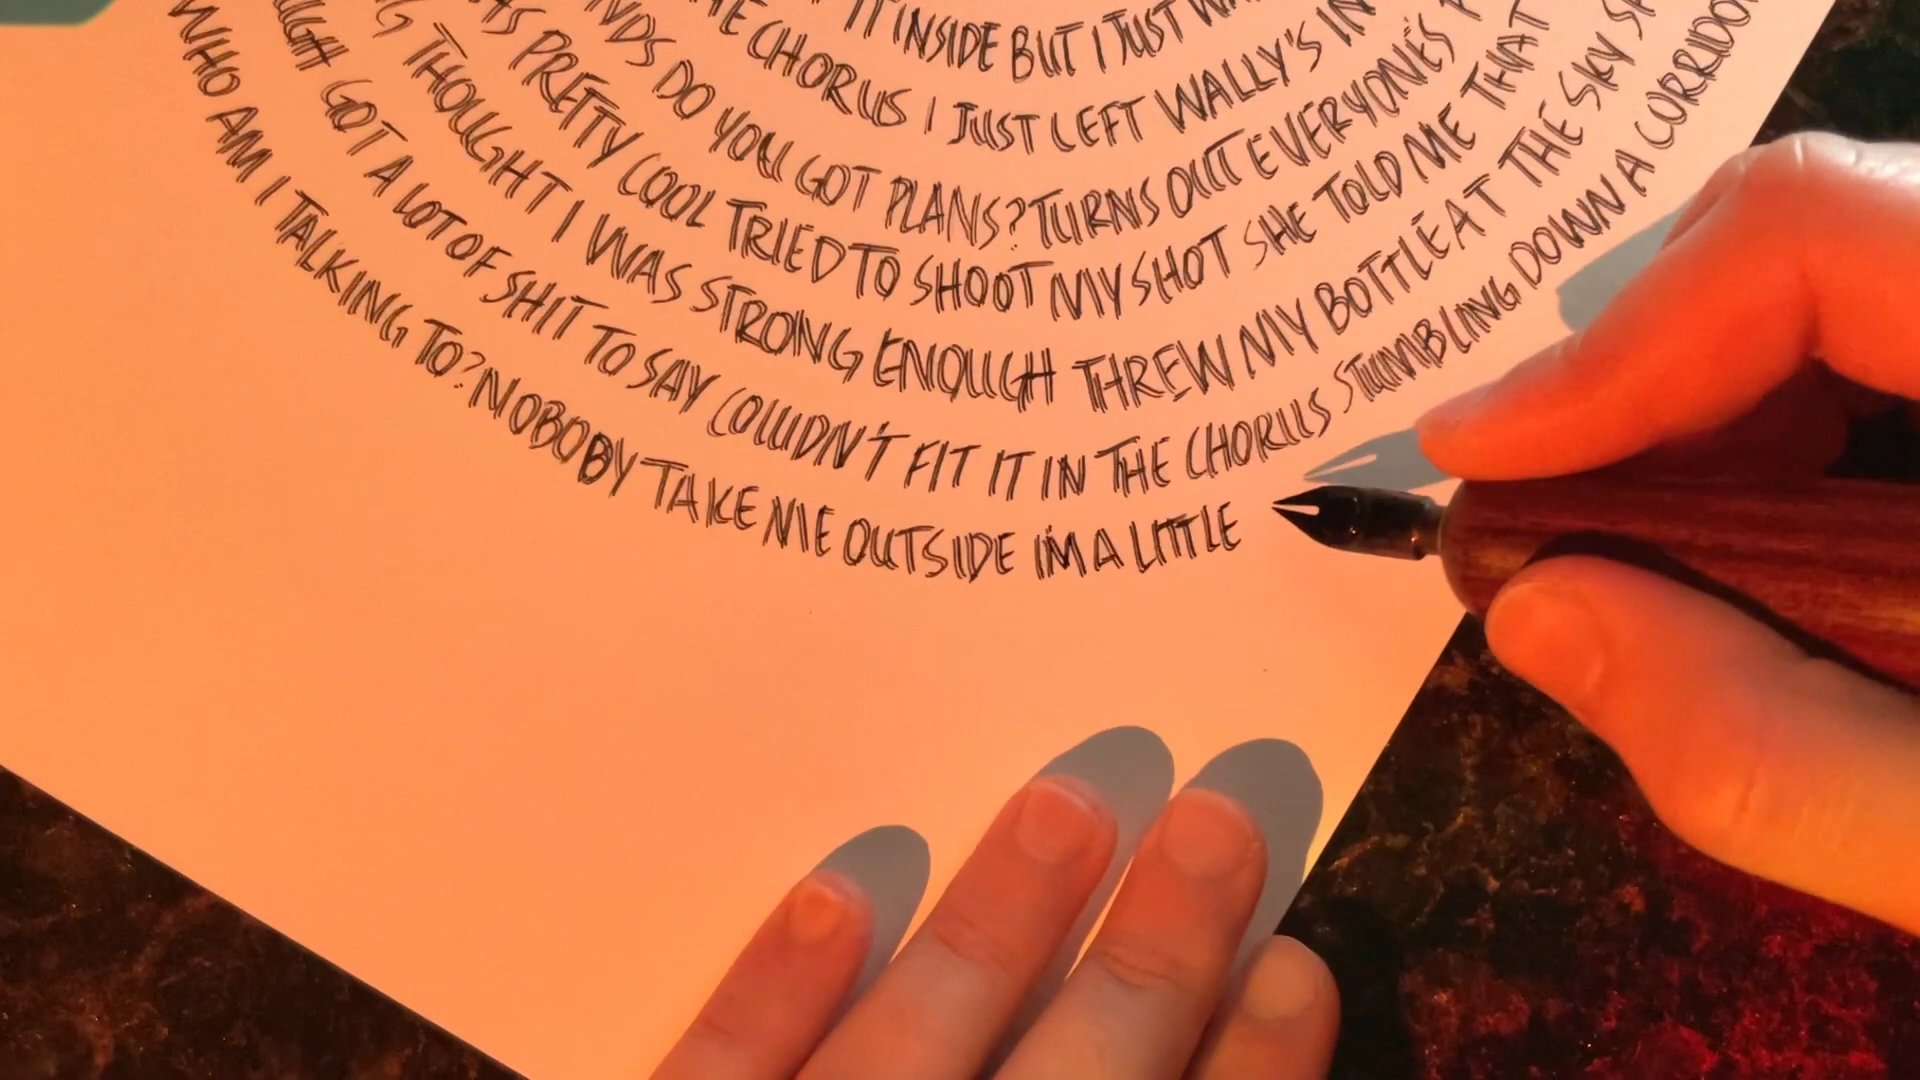 IT INSIDE BUT I JUST
THE CHORUS I JUST LEFT WALLY'S IN
DO YOU GOT PLANS? TURNS OUT EVERYONE'S
PRETTY COOL TRIED TO SHOOT MY SHOT SHE TOLD ME THAT
THOUGHT I WAS STRONG ENOUGH THREW MY BOTTLE AT THE SKY
GOT A LOT OF SHIT TO SAY COULDN'T FIT IT IN THE CHORUS STUMBLING DOWN A CORRIDOR
WHO AM I TALKING TO? NOBOBY TAKE ME OUTSIDE I'M A LITTLE